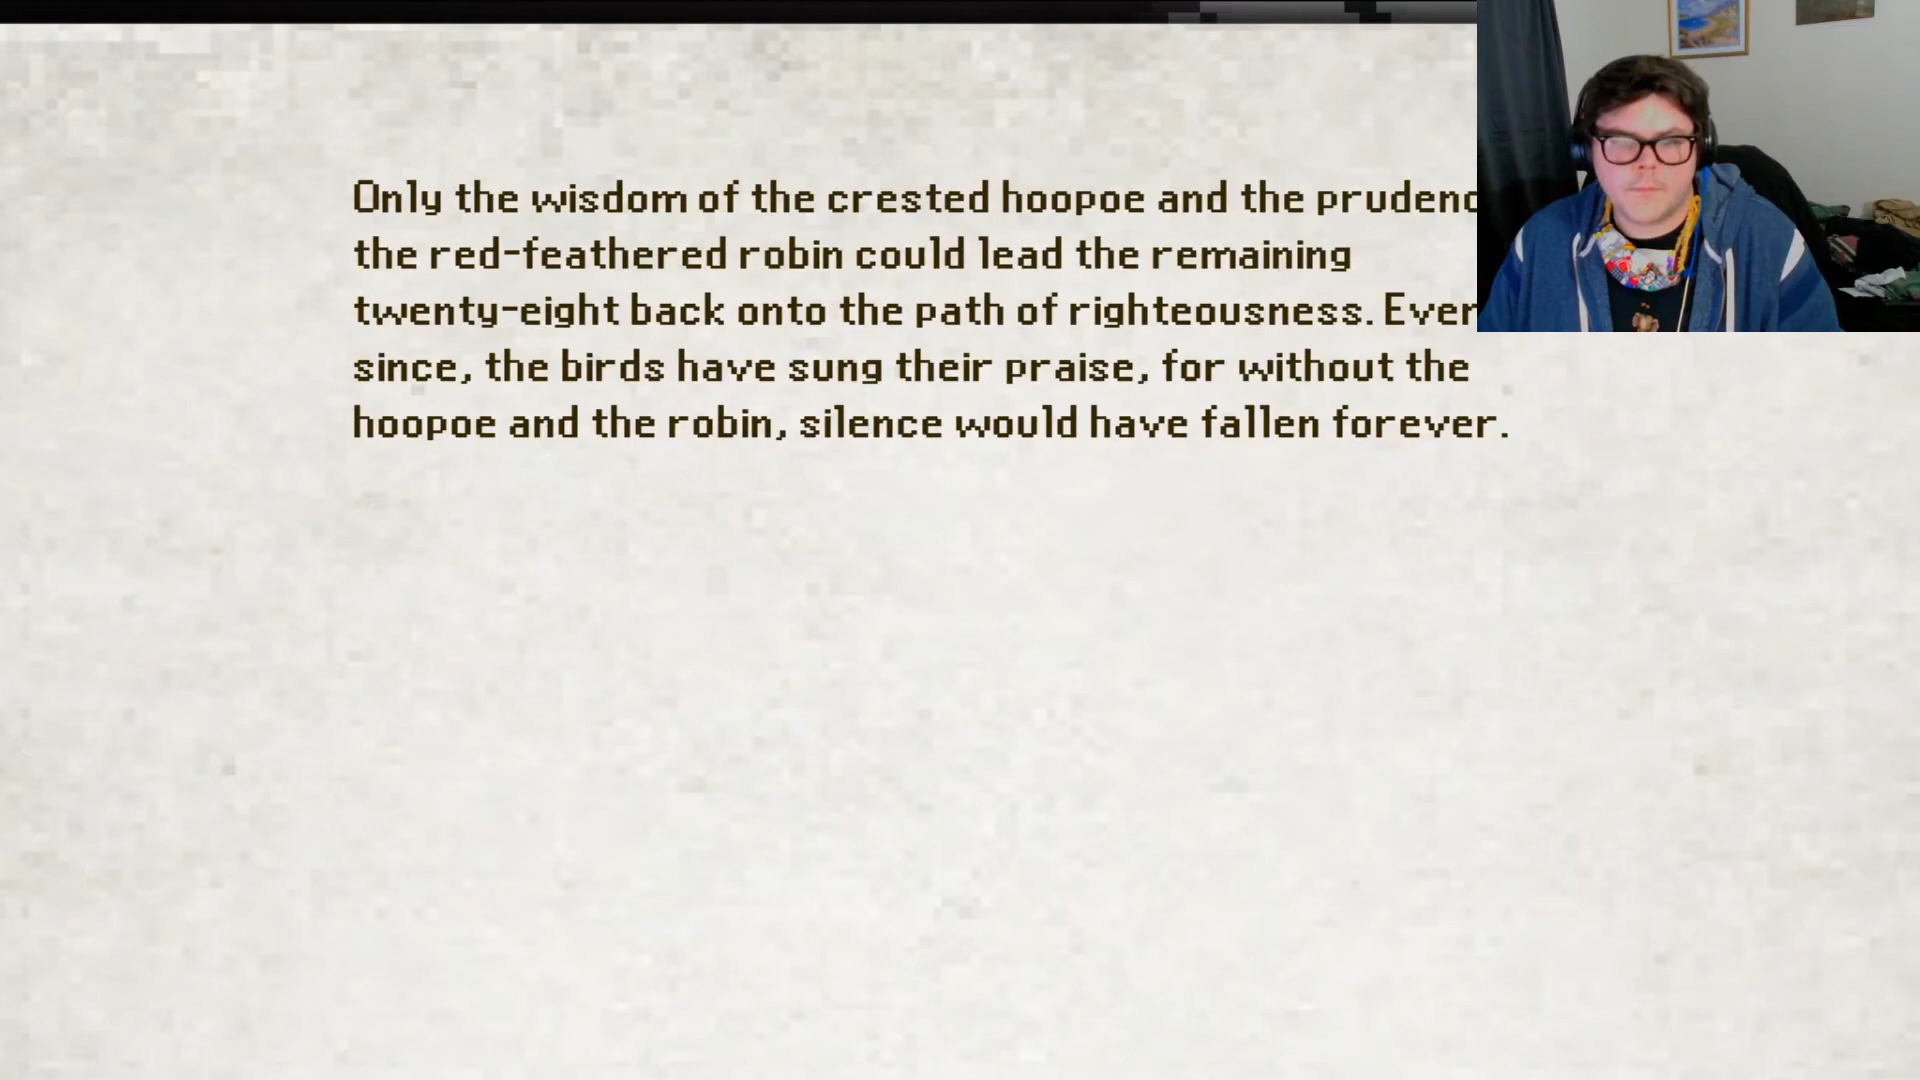 Only the wisdom of the crested hoopoe and the
the red-feathered robin could lead the remaining
twenty-eight back onto the path of righteousness. Ever
since, the birds have sung their praise, for without the
hoopoe and the robin, silence would have fallen forever.